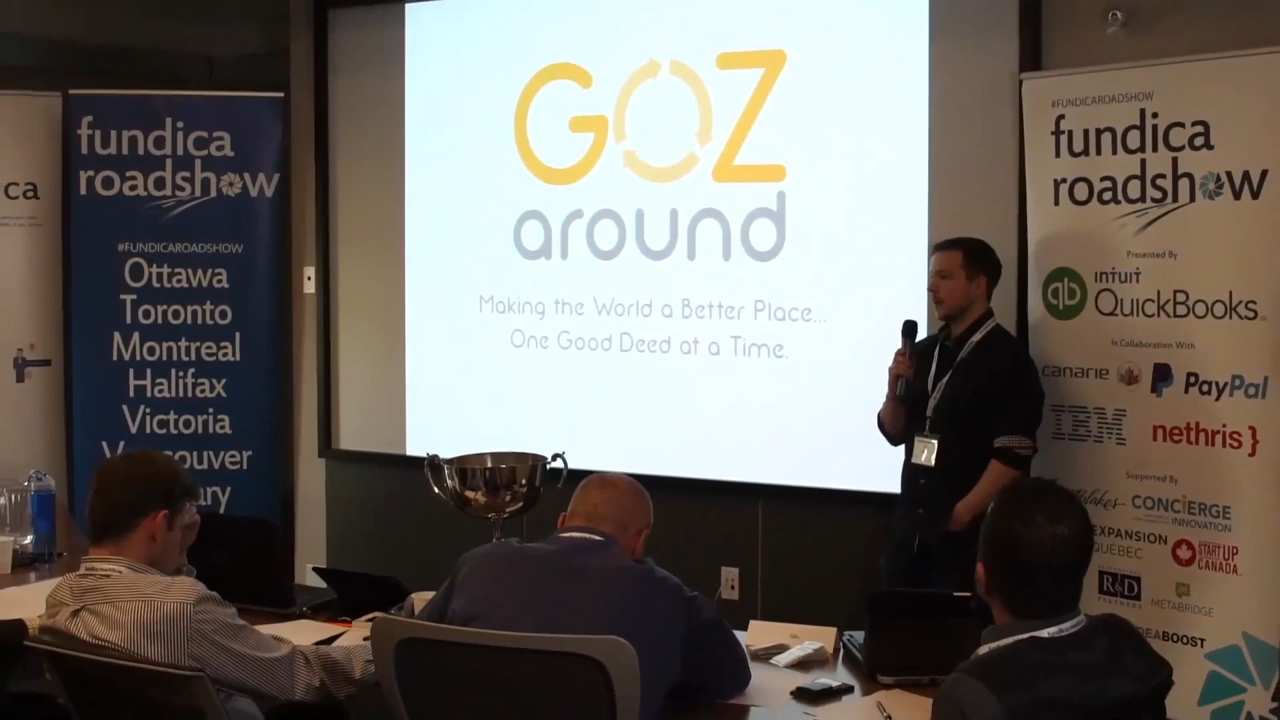 ca
fundica
roadshow
#FUNDICAROADSHOW
Ottawa
Toronto
Montreal
Halifax
Victoria
Vancouver
GOZ
around
Making the World a Better Place...
One Good Deed at a Time.
#FUNDICAROADSHOW
fundica
roadshow
Presented By
qb
intuit
QuickBooks
In Collaboration With
canarie
PayPal
IBM
nethris}
Supported By
CONCIERGE
INNOVATION
EXPANSION
QUEBEC
STARTUP
CANADA
R&D
PARTNERS
METABRIDGE